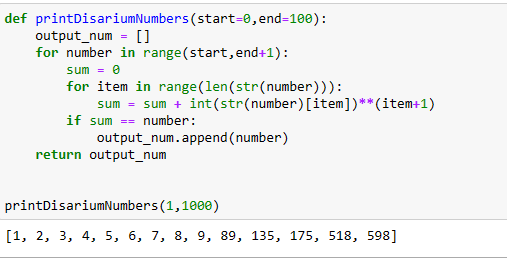 def printDisariumNumbers(start=0,end=100):
    output_num = []
    for number in range(start,end+1):
        sum = 0
        for item in range(len(str(number))):
            sum = sum + int(str(number)[item])**(item+1)
        if sum == number:
            output_num.append(number)
    return output_num
printDisariumNumbers(1,1000)
[1, 2, 3, 4, 5, 6, 7, 8, 9, 89, 135, 175, 518, 598]